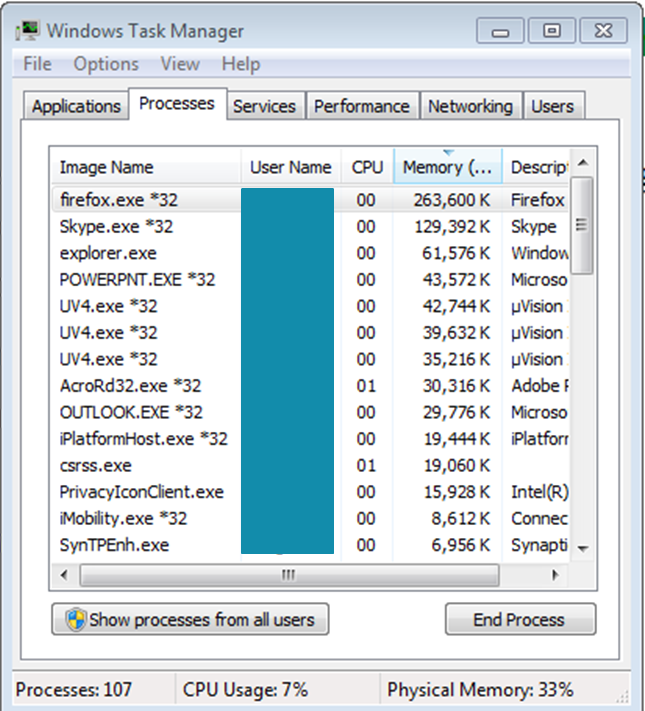 Windows Task Manager
File Options View Help
Applications Processes Services Performance Networking Users
Image Name User Name CPU Memory (... Descript
firefox.exe *32 00 263,600 K Firefox
Skype.exe *32 00 129,392 K Skype
explorer.exe 00 61,576 K Window
POWERPNT.EXE *32 00 43,572 K Microso
UV4.exe *32 00 42,744 K µVision
UV4.exe *32 00 39,632 K µVision
UV4.exe *32 00 35,216 K µVision
AcroRd32.exe *32 01 30,316 K Adobe
OUTLOOK.EXE *32 00 29,776 K Microso
iPlatformHost.exe *32 00 19,444 K iPlatforr
csrss.exe 01 19,060 K
PrivacyIconClient.exe 00 15,928 K Intel(R)
iMobility.exe *32 00 8,612 K Connec
SynTPEnh.exe 00 6,956 K Synapti
Show processes from all users End Process
Processes: 107 CPU Usage: 7% Physical Memory: 33%